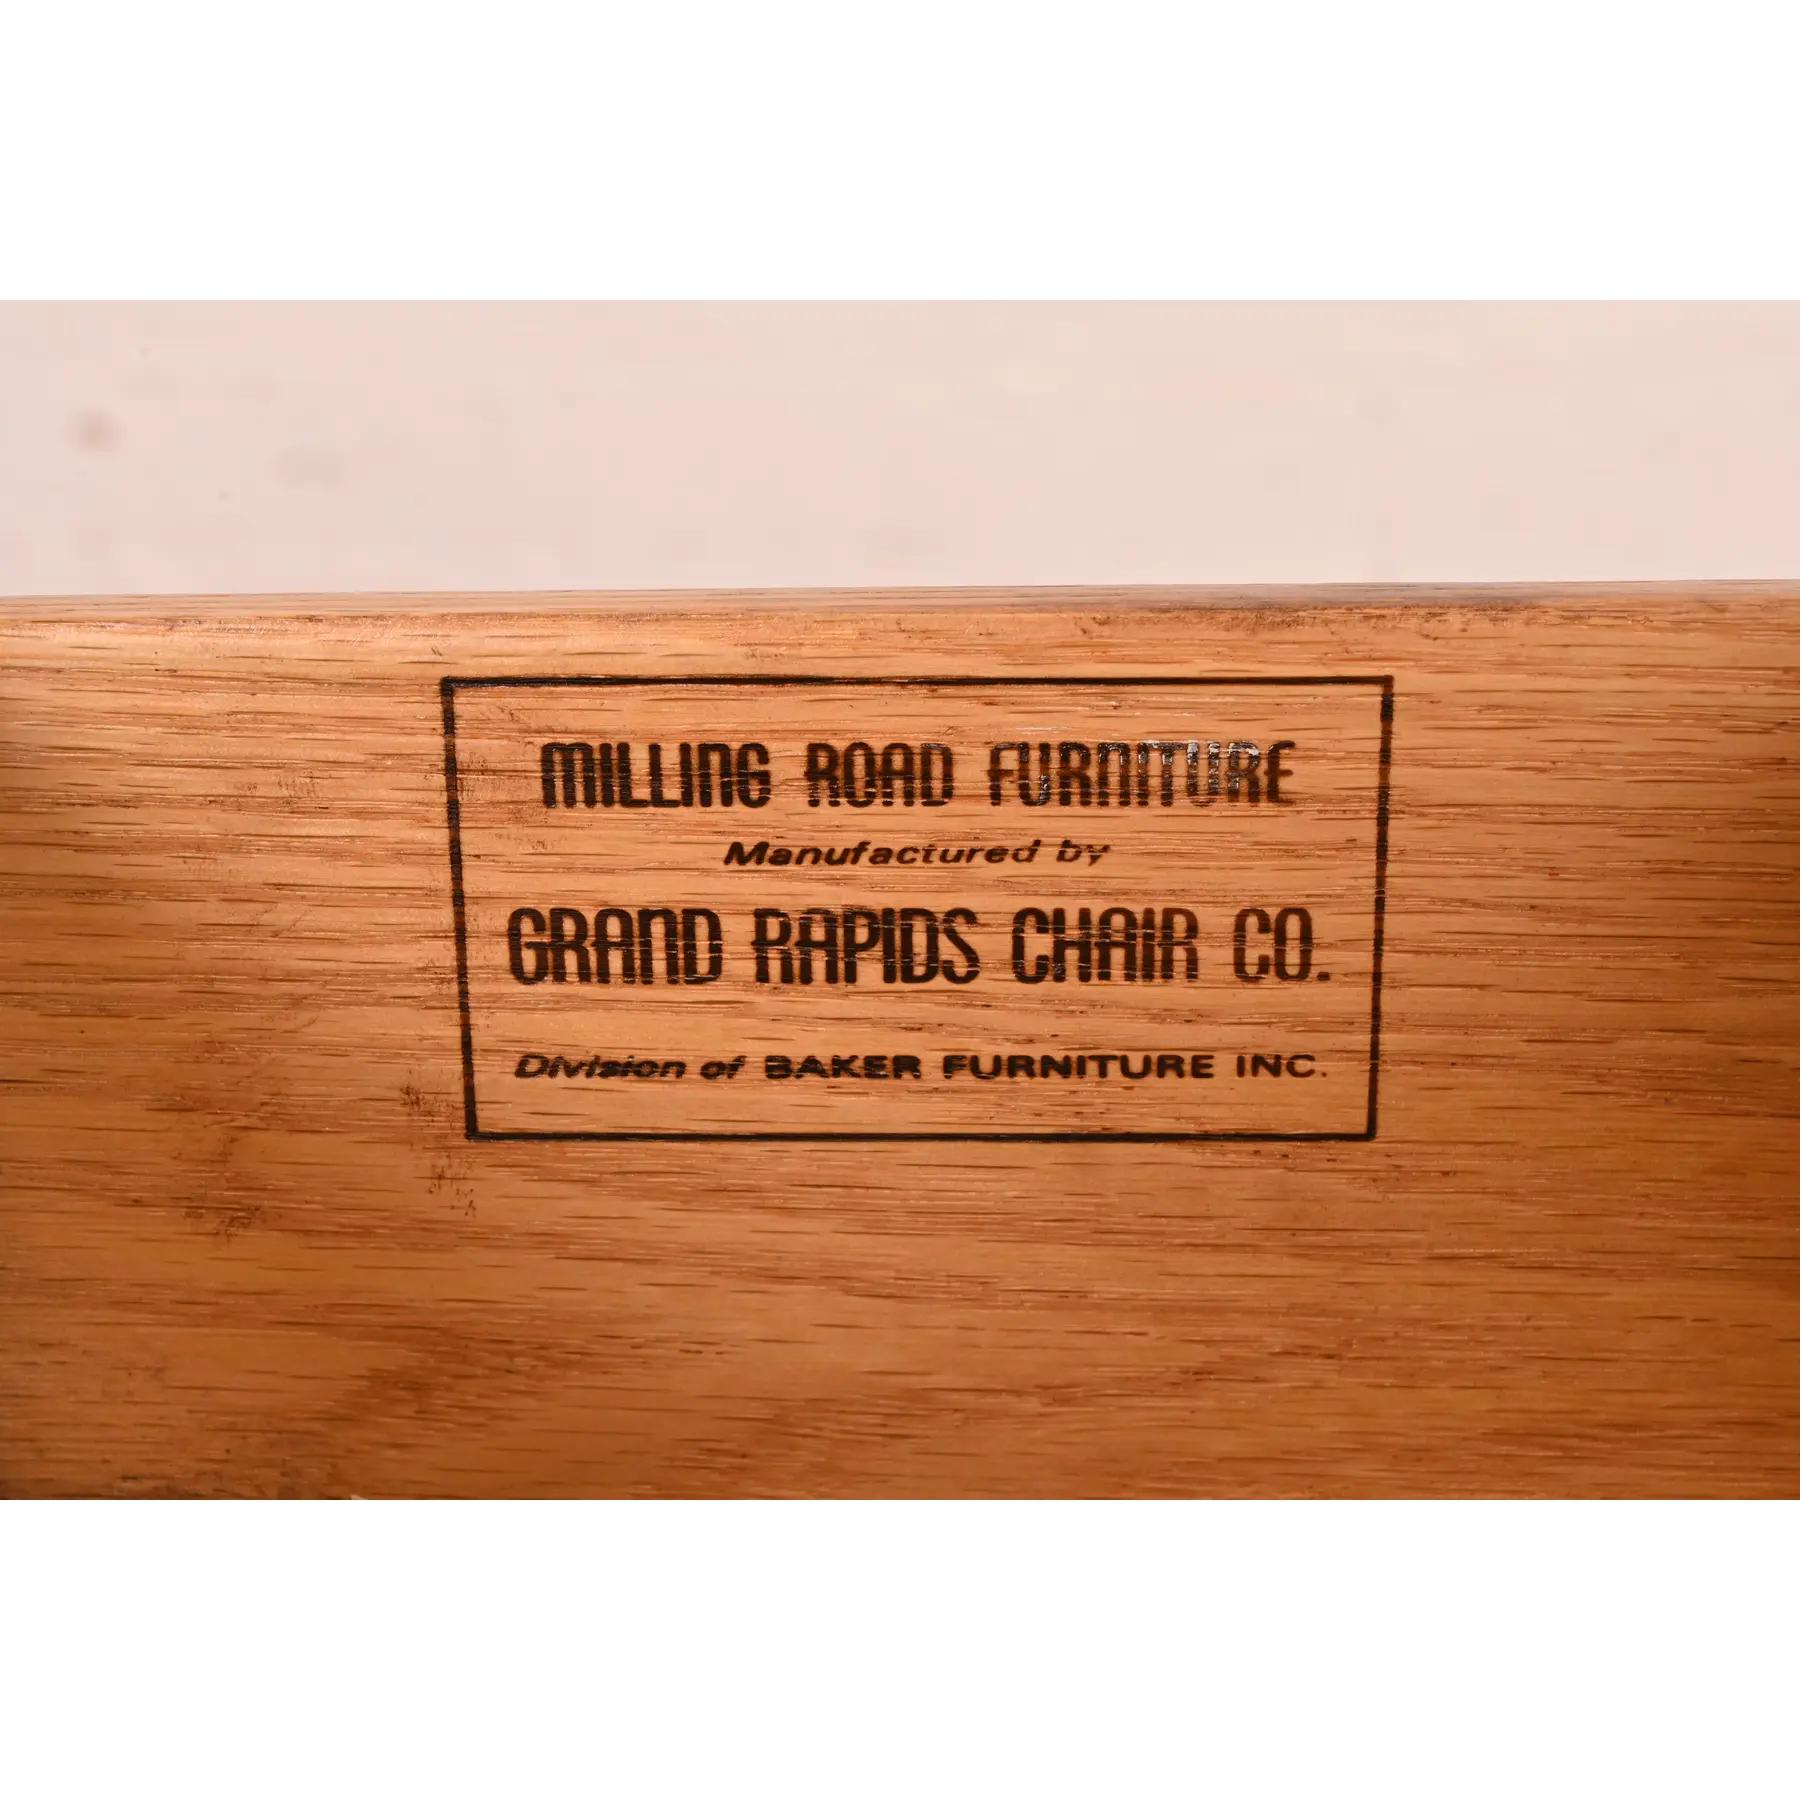 MILLING ROAD FURNITURE
Manufactured by
GRAND RAPIDS CHAIR CO.
Division of BAKER FURNITURE INC.